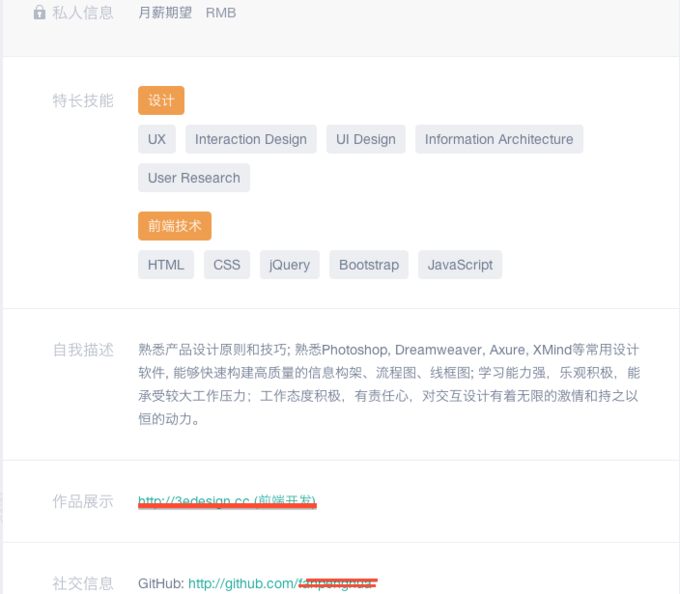 私人信息 月薪期望 RMB
特长技能 设计
UX Interaction Design UI Design Information Architecture
User Research
前端技术
HTML CSS jQuery Bootstrap JavaScript
自我描述 熟悉产品设计原则和技巧; 熟悉Photoshop, Dreamweaver, Axure, XMind等常用设计
软件, 能够快速构建高质量的信息构架、流程图、线框图; 学习能力强，乐观积极，能
承受较大工作压力；工作态度积极，有责任心，对交互设计有着无限的激情和持之以
恒的动力。
作品展示 http://3edesign.cc (前端开发)
社交信息 GitHub: http://github.com/